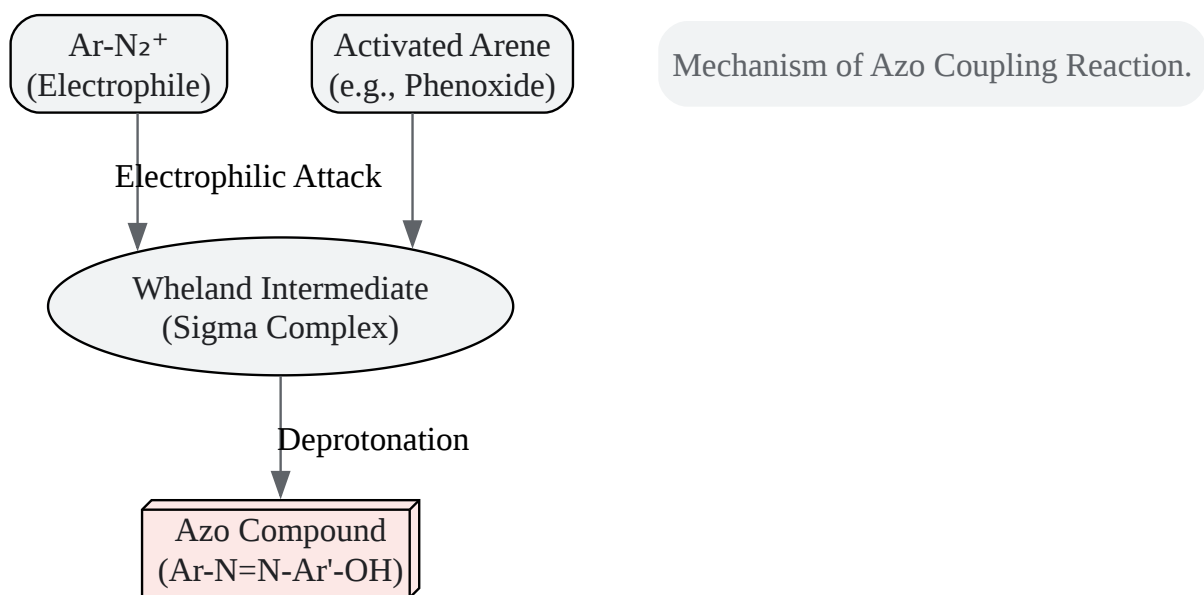 Ar-N₂⁺
(Electrophile)
Activated Arene
(e.g., Phenoxide)
Mechanism of Azo Coupling Reaction.
Electrophilic Attack
Wheland Intermediate
(Sigma Complex)
Deprotonation
Azo Compound
(Ar-N=N-Ar'-OH)